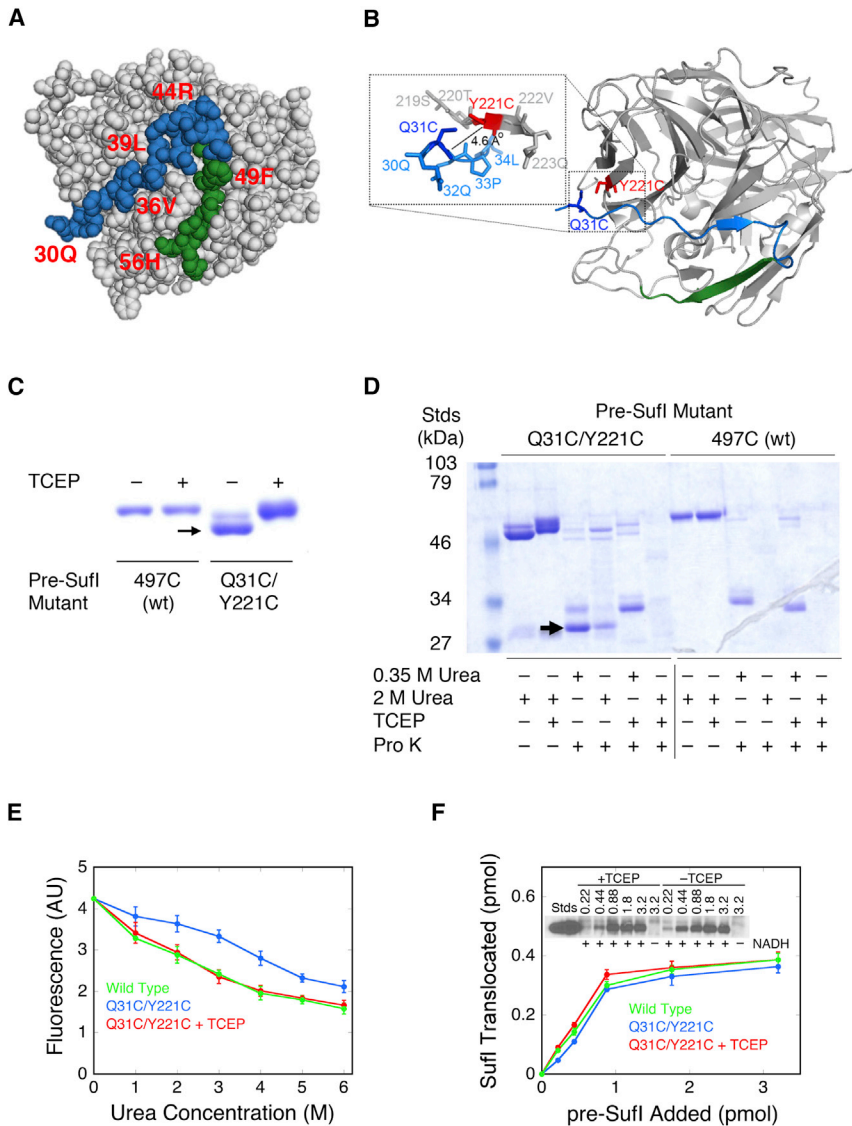 A
44R
39L
49F
36V
30Q
56H
B
220T
219S
Y221C
222V
Q31C
4.6 A°
30Q
34L
223Q
32Q
33P
Y221C
Q31C
C
TCEP – + – +
Pre-SufI 497C Q31C/
Mutant (wt) Y221C
D
Stds Pre-SufI Mutant
(kDa) Q31C/Y221C 497C (wt)
103
79
46
34
27
0.35 M Urea – – + – + – – – + – + –
2 M Urea + + – + – + + + – + – +
TCEP – + – – + + – + – – + +
Pro K – – + + + + – – + + + +
E
Fluorescence (AU)
5
4
3
2
1
0
Wild Type
Q31C/Y221C
Q31C/Y221C + TCEP
0 1 2 3 4 5 6
Urea Concentration (M)
F
SufI Translocated (pmol)
0.6
0.4
0.2
0
+TCEP –TCEP
Stds 0.22 0.44 0.88 1.8 3.2 3.2 0.22 0.44 0.88 1.8 3.2 3.2
+ + + + + – + + + + + – NADH
Wild Type
Q31C/Y221C
Q31C/Y221C + TCEP
0 1 2 3
pre-SufI Added (pmol)